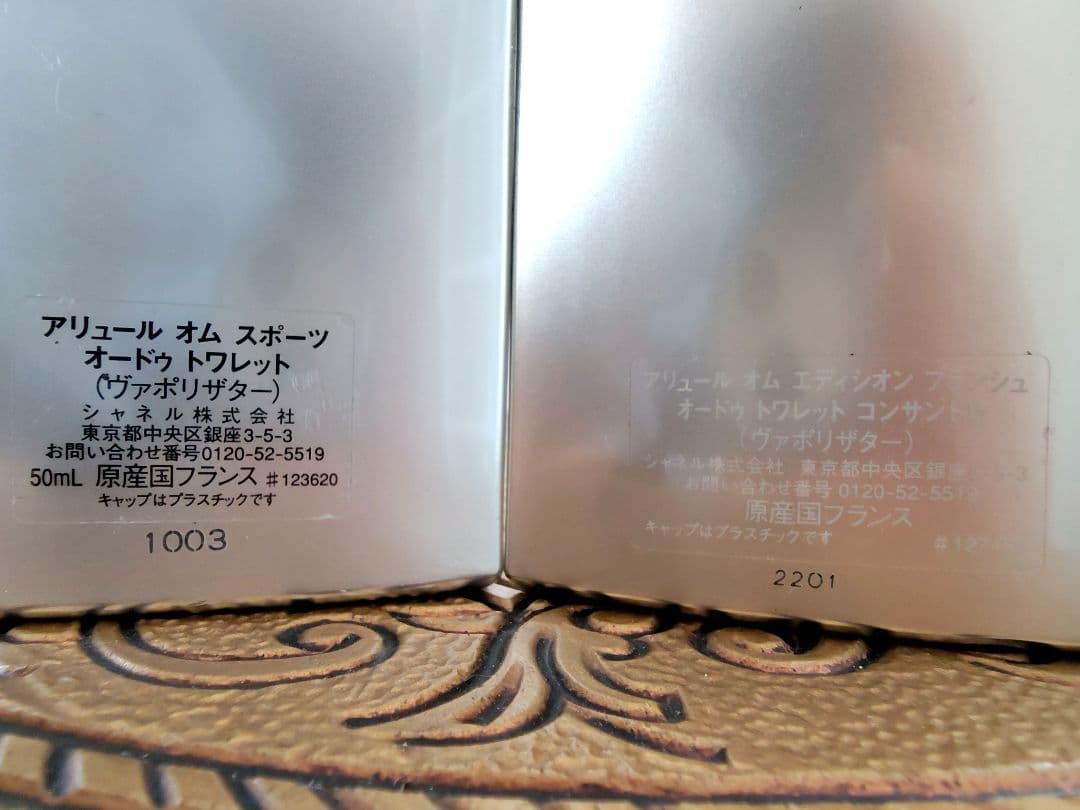 アリュール オム スポーツ
オードゥ トワレット
(ヴァポリザター)
シャネル株式会社
東京都中央区銀座3-5-3
お問い合わせ番号0120-52-5519
50mL 原産国フランス #123620
キャップはプラスチックです
1003
アリュール オム エディシオン
オードゥ トワレット コンサン
(ヴァポリザター)
シャネル株式会社 東京都中央区銀座
お問い合わせ番号 0120-52-5519
原産国フランス
キャップはプラスチックです
2201